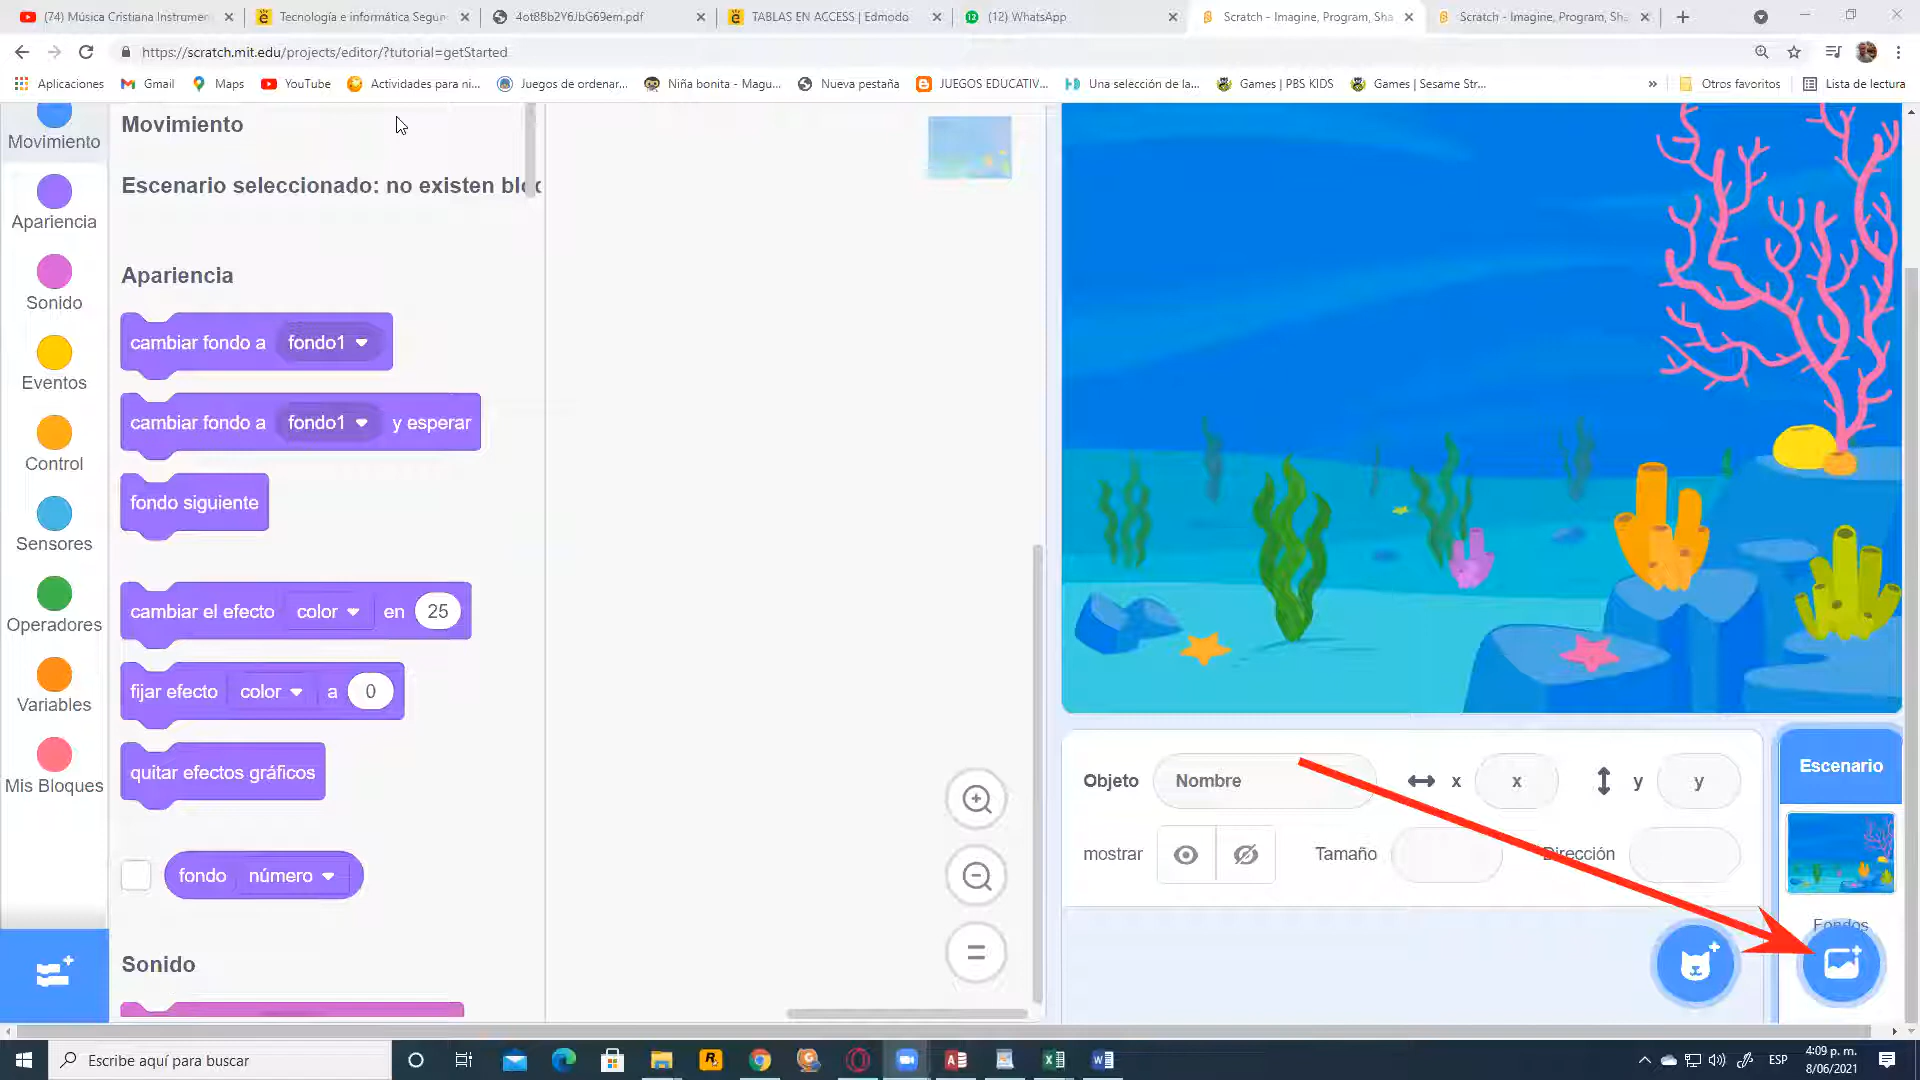 (74) Música Cristiana Instrumen
Tecnología e informática Segun
4ot88b2Y6JbG69em.pdf
TABLAS EN ACCESS | Edmodo
(12) WhatsApp
Scratch - Imagine, Program, Sha
Scratch - Imagine, Program, Sha
https://scratch.mit.edu/projects/editor/?tutorial=getStarted
Aplicaciones
Gmail
Maps
YouTube
Actividades para ni...
Juegos de ordenar...
Niña bonita - Magu...
Nueva pestaña
JUEGOS EDUCATIV...
Una selección de la...
Games | PBS KIDS
Games | Sesame Str...
»
Otros favoritos
Lista de lectura
Movimiento
Apariencia
Sonido
Eventos
Control
Sensores
Operadores
Variables
Mis Bloques
Movimiento
Escenario seleccionado: no existen bloq
Apariencia
cambiar fondo a fondo1
cambiar fondo a fondo1 y esperar
fondo siguiente
cambiar el efecto color en 25
fijar efecto color a 0
quitar efectos gráficos
fondo número
Sonido
Objeto Nombre x x y y
mostrar Tamaño Dirección
Escenario
Fondos
Escribe aquí para buscar
ESP
4:09 p. m.
8/06/2021